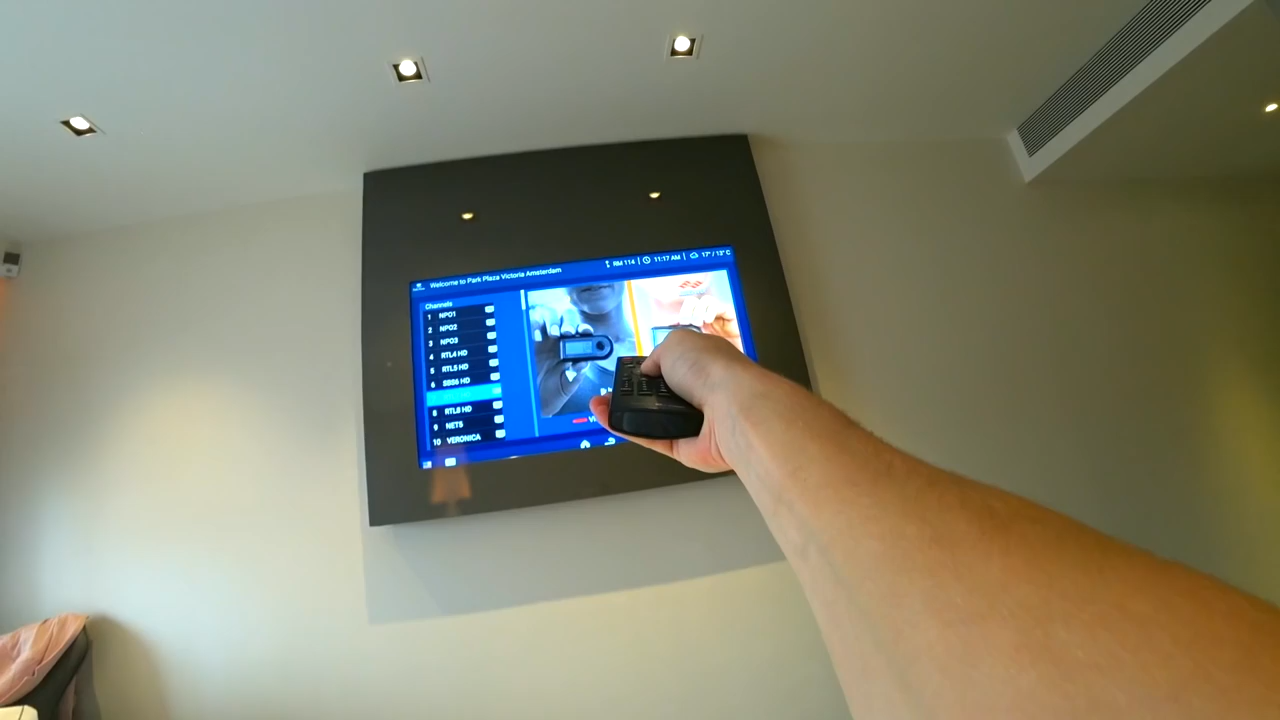 Welcome to Park Plaza Victoria Amsterdam
RM 114 | 11:17 AM | 17°/ 13°C
Channels
1 NPO1
2 NPO2
3 NPO3
4 RTL4 HD
5 RTL5 HD
6 SBS6 HD
8 RTL8 HD
9 NET5
10 VERONICA